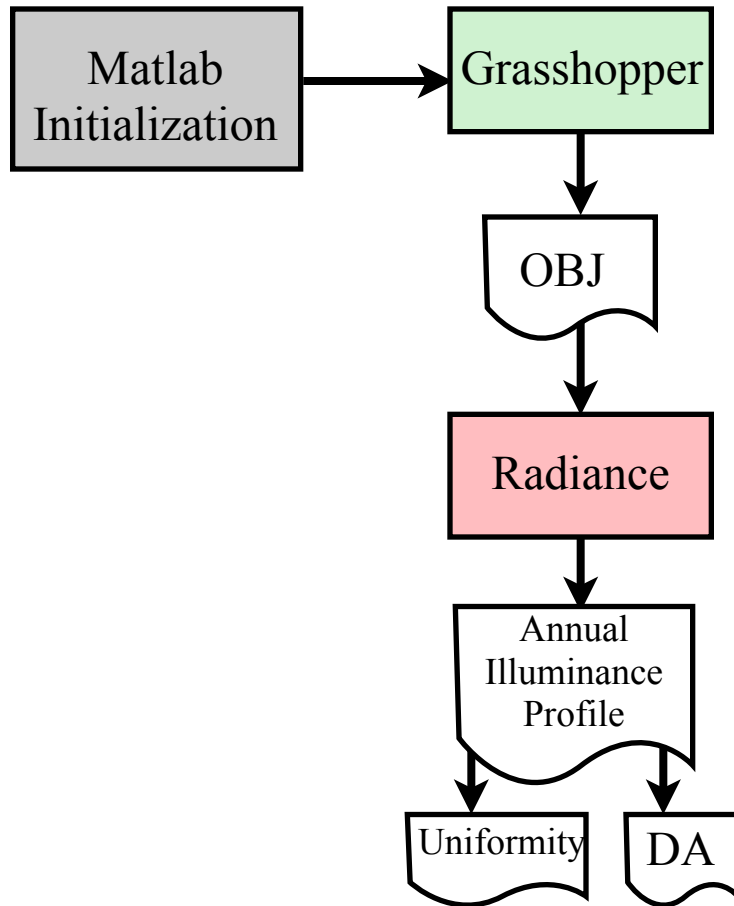 Matlab
Initialization
Grasshopper
OBJ
Radiance
Annual
Illuminance
Profile
Uniformity
DA